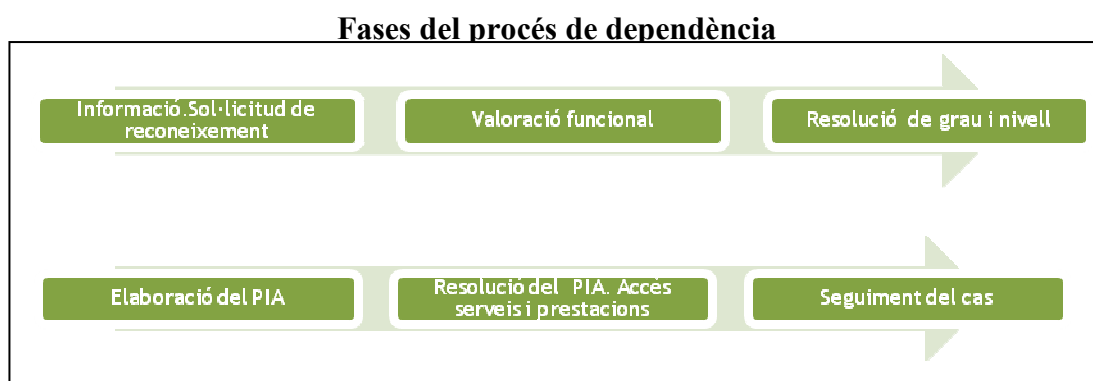 Fases del procés de dependència
Informació.Sol·licitud de
reconeixement
Valoració funcional
Resolució de grau i nivell
Elaboració del PIA
Resolució del PIA. Accès
serveis i prestacions
Seguiment del cas